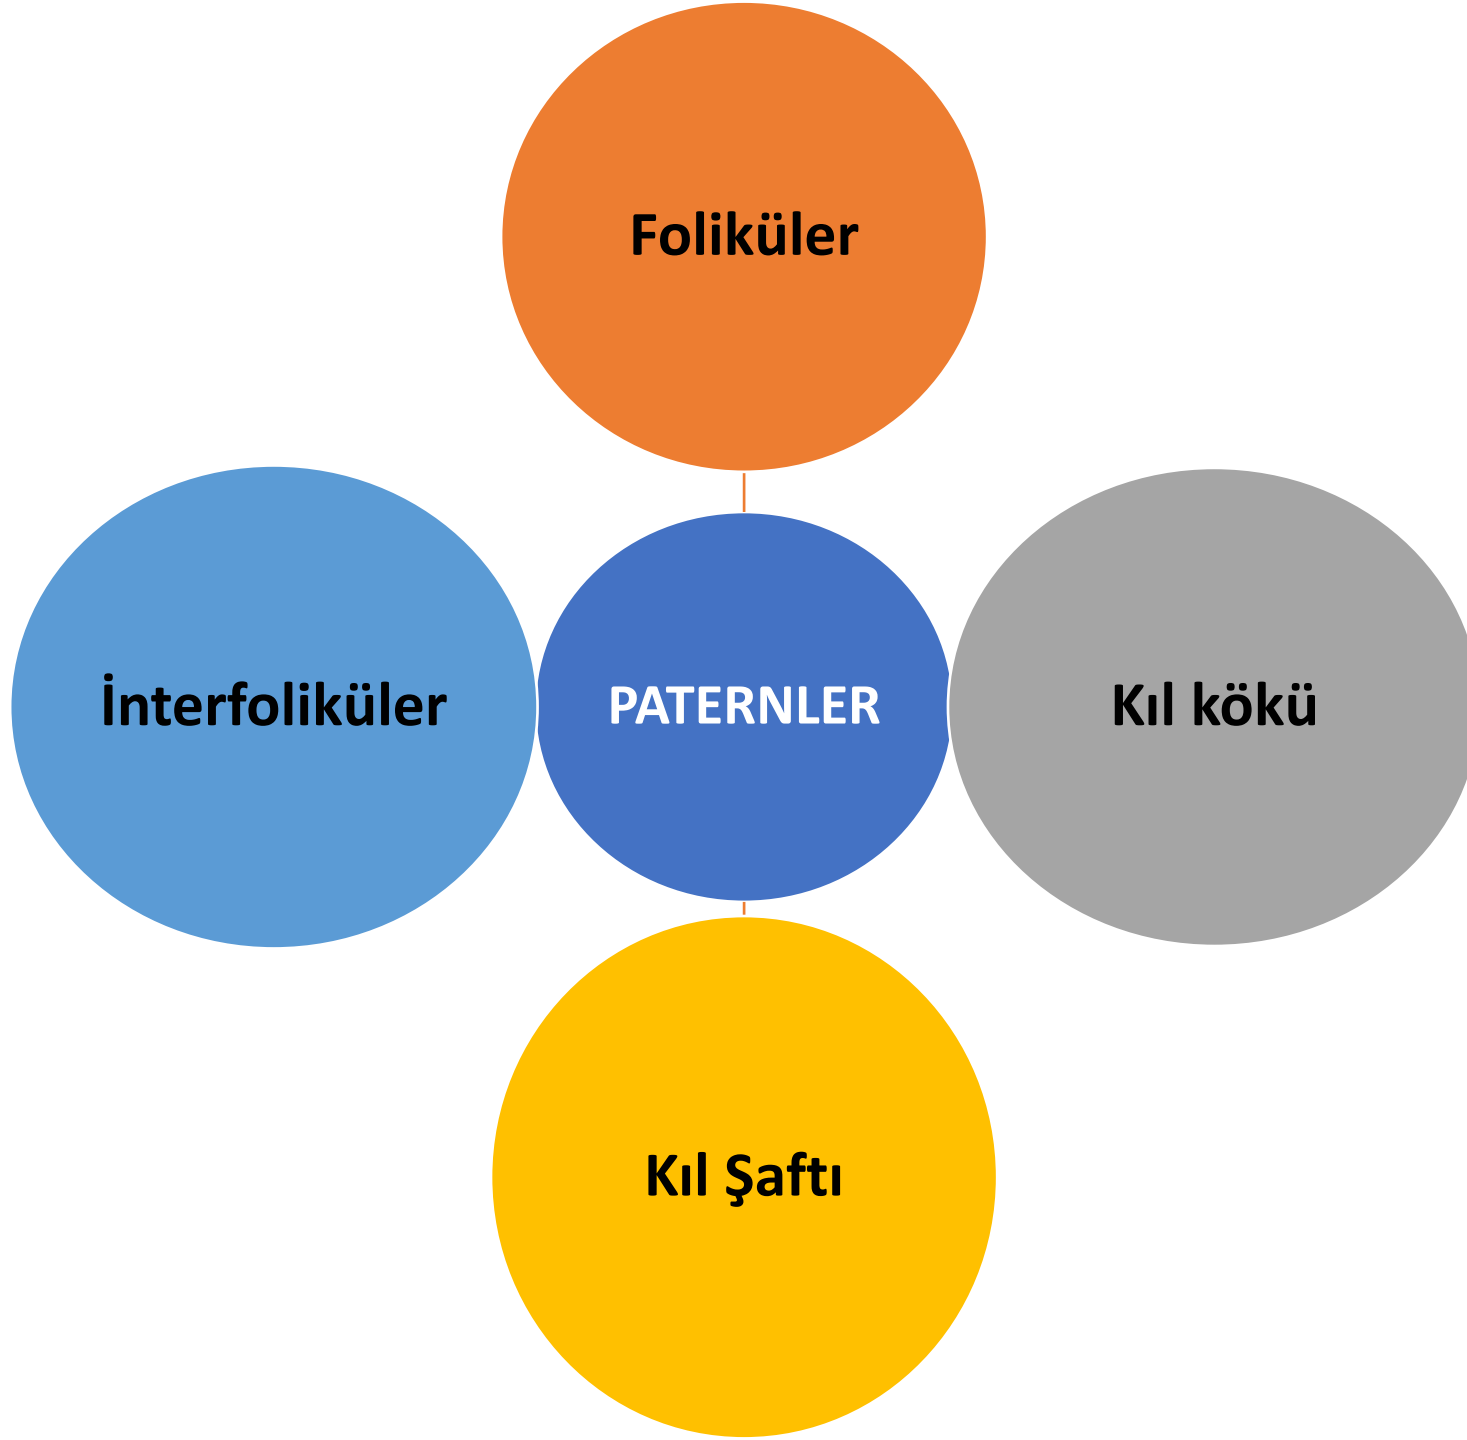 Foliküler
İnterfoliküler
PATERNLER
Kıl kökü
Kıl Şaftı